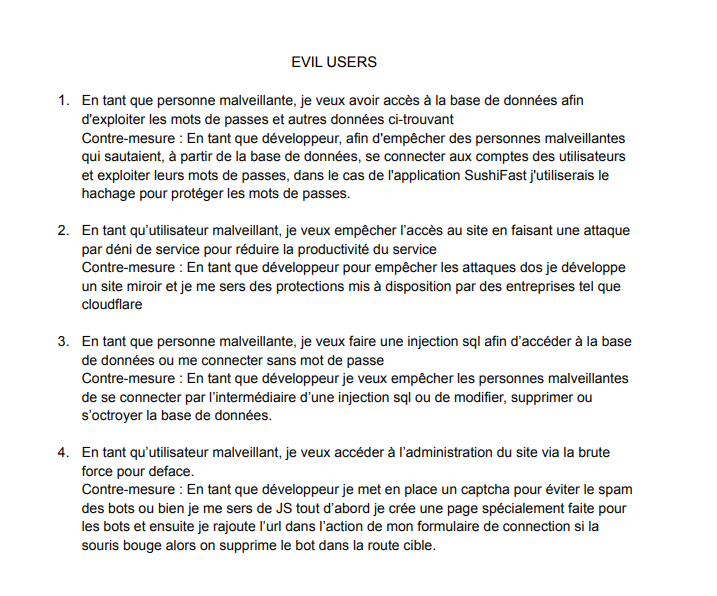 EVIL USERS
1. En tant que personne malveillante, je veux avoir accès à la base de données afin
d'exploiter les mots de passes et autres données ci-trouvant
Contre-mesure : En tant que développeur, afin d'empêcher des personnes malveillantes
qui sautaient, à partir de la base de données, se connecter aux comptes des utilisateurs
et exploiter leurs mots de passes, dans le cas de l'application SushiFast j'utiliserais le
hachage pour protéger les mots de passes.
2. En tant qu’utilisateur malveillant, je veux empêcher l’accès au site en faisant une attaque
par déni de service pour réduire la productivité du service
Contre-mesure : En tant que développeur pour empêcher les attaques dos je développe
un site miroir et je me sers des protections mis à disposition par des entreprises tel que
cloudflare
3. En tant que personne malveillante, je veux faire une injection sql afin d’accéder à la base
de données ou me connecter sans mot de passe
Contre-mesure : En tant que développeur je veux empêcher les personnes malveillantes
de se connecter par l’intermédiaire d’une injection sql ou de modifier, supprimer ou
s’octroyer la base de données.
4. En tant qu’utilisateur malveillant, je veux accéder à l’administration du site via la brute
force pour deface.
Contre-mesure : En tant que développeur je met en place un captcha pour éviter le spam
des bots ou bien je me sers de JS tout d’abord je crée une page spécialement faite pour
les bots et ensuite je rajoute l’url dans l’action de mon formulaire de connection si la
souris bouge alors on supprime le bot dans la route cible.